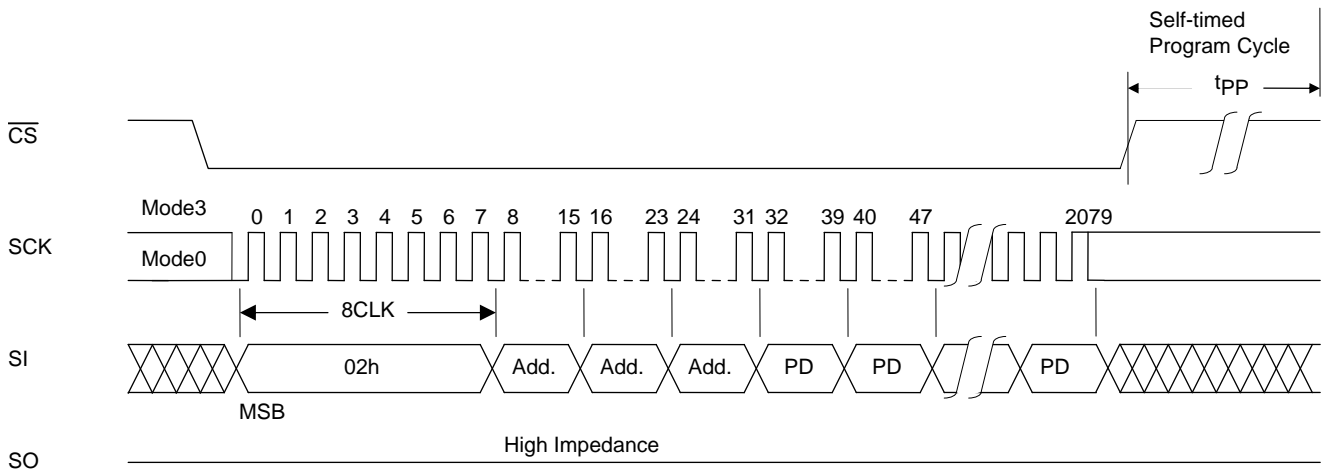 Self-timed
Program Cycle
tPP
CS
Mode3
0 1 2 3 4 5 6 7 8 15 16 23 24 31 32 39 40 47 2079
SCK
Mode0
8CLK
SI
02h Add. Add. Add. PD PD PD
MSB
High Impedance
SO